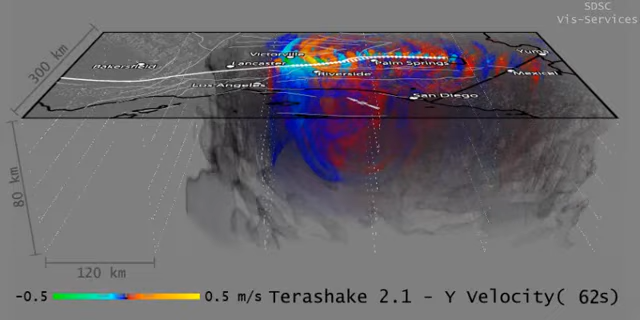 SDSC
Vis-Services
300 km
Victorville
Yuma
Bakersfield
Lancaster
Palm Springs
Riverside
Mexicali
Los Angeles
San Diego
80 km
120 km
-0.5
0.5 m/s
Terashake 2.1 - Y Velocity( 62s)